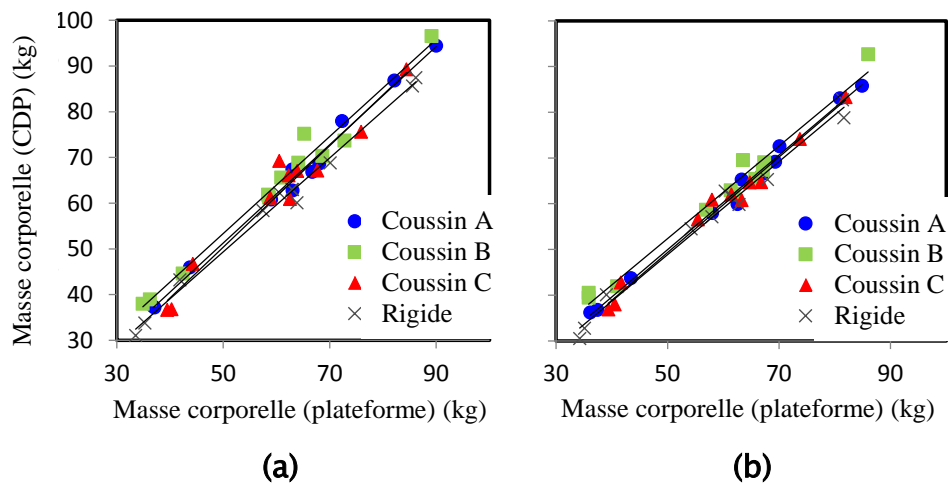 Masse corporelle (CDP) (kg)
100
90
80
70
60
50
40
30
30
50
70
90
Coussin A
Coussin B
Coussin C
Rigide
Masse corporelle (plateforme) (kg)
(a)
30
50
70
90
Coussin A
Coussin B
Coussin C
Rigide
Masse corporelle (plateforme) (kg)
(b)